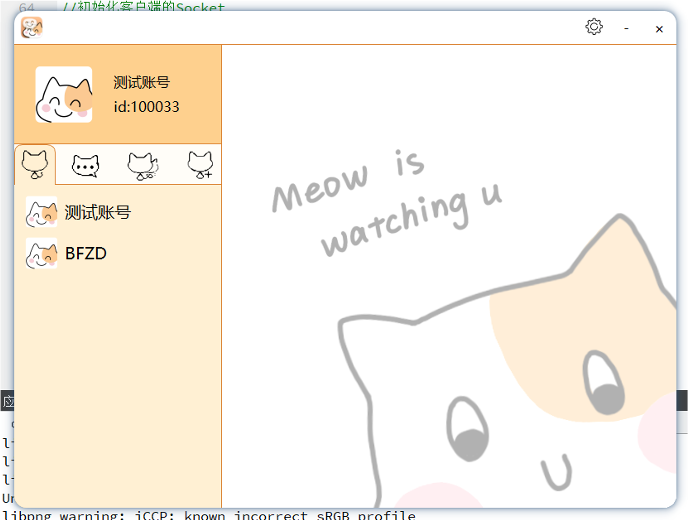 64 //初始化客户端的Socket
- ×
测试账号
id:100033
测试账号
BFZD
Meow is
watching u
应
libpng warning: iCCP: known incorrect sRGB profile